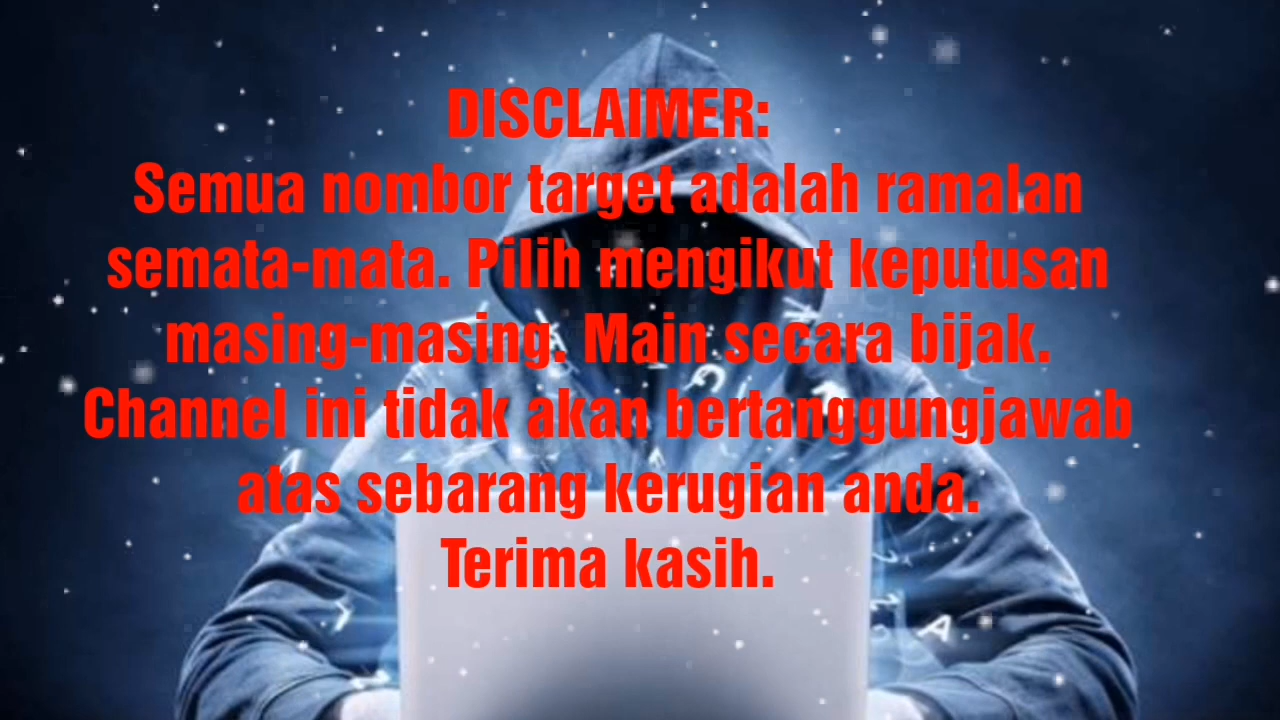 DISCLAIMER:
Semua nombor target adalah ramalan
semata-mata. Pilih mengikut keputusan
masing-masing. Main secara bijak.
Channel ini tidak akan bertanggungjawab
atas sebarang kerugian anda.
Terima kasih.